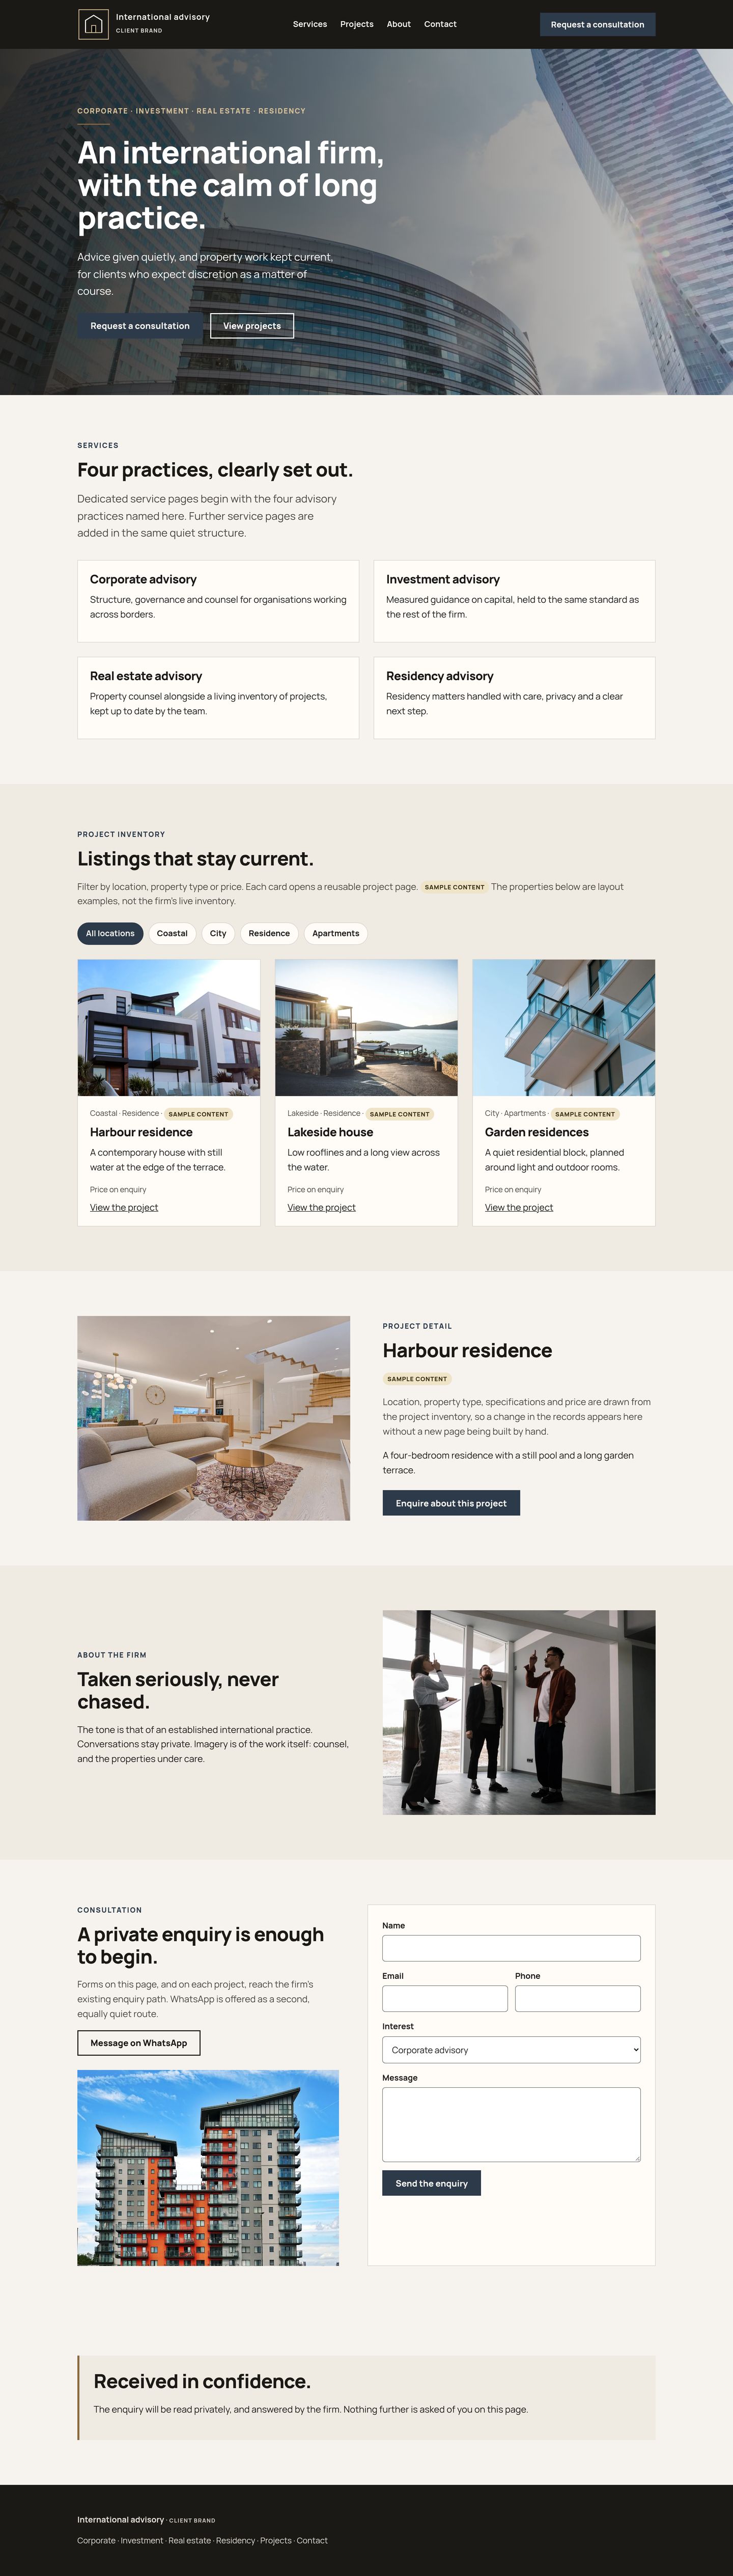 International advisory
CLIENT BRAND
Services Projects About Contact
Request a consultation
CORPORATE · INVESTMENT · REAL ESTATE · RESIDENCY
An international firm,
with the calm of long
practice.
Advice given quietly, and property work kept current,
for clients who expect discretion as a matter of
course.
Request a consultation View projects
SERVICES
Four practices, clearly set out.
Dedicated service pages begin with the four advisory
practices named here. Further service pages are
added in the same quiet structure.
Corporate advisory
Structure, governance and counsel for organisations working
across borders.
Investment advisory
Measured guidance on capital, held to the same standard as
the rest of the firm.
Real estate advisory
Property counsel alongside a living inventory of projects,
kept up to date by the team.
Residency advisory
Residency matters handled with care, privacy and a clear
next step.
PROJECT INVENTORY
Listings that stay current.
Filter by location, property type or price. Each card opens a reusable project page. SAMPLE CONTENT The properties below are layout
examples, not the firm's live inventory.
All locations Coastal City Residence Apartments
Coastal · Residence · SAMPLE CONTENT
Harbour residence
A contemporary house with still
water at the edge of the terrace.
Price on enquiry
View the project
Lakeside · Residence · SAMPLE CONTENT
Lakeside house
Low rooflines and a long view across
the water.
Price on enquiry
View the project
City · Apartments · SAMPLE CONTENT
Garden residences
A quiet residential block, planned
around light and outdoor rooms.
Price on enquiry
View the project
PROJECT DETAIL
Harbour residence
SAMPLE CONTENT
Location, property type, specifications and price are drawn from
the project inventory, so a change in the records appears here
without a new page being built by hand.
A four-bedroom residence with a still pool and a long garden
terrace.
Enquire about this project
ABOUT THE FIRM
Taken seriously, never
chased.
The tone is that of an established international practice.
Conversations stay private. Imagery is of the work itself: counsel,
and the properties under care.
CONSULTATION
A private enquiry is enough
to begin.
Forms on this page, and on each project, reach the firm's
existing enquiry path. WhatsApp is offered as a second,
equally quiet route.
Message on WhatsApp
Name
Email Phone
Interest
Corporate advisory
Message
Send the enquiry
Received in confidence.
The enquiry will be read privately, and answered by the firm. Nothing further is asked of you on this page.
International advisory · CLIENT BRAND
Corporate · Investment · Real estate · Residency · Projects · Contact